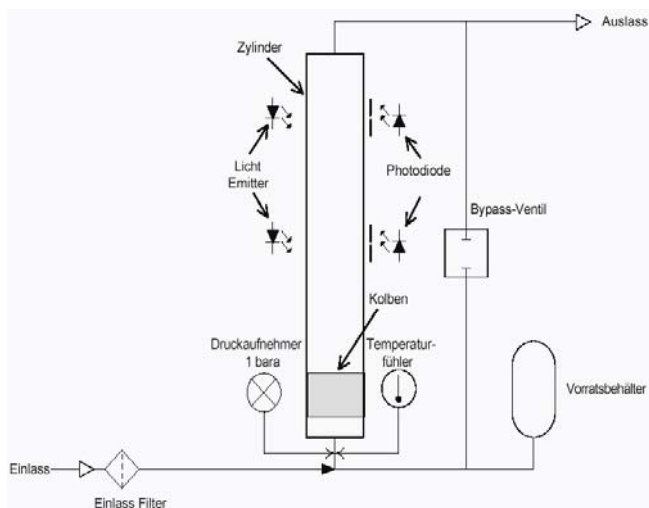 Auslass
Zylinder
Licht
Emitter
Photodiode
Bypass-Ventil
Kolben
Druckaufnehmer
1 bara
Temperatur-
fühler
Vorratsbehälter
Einlass
Einlass Filter